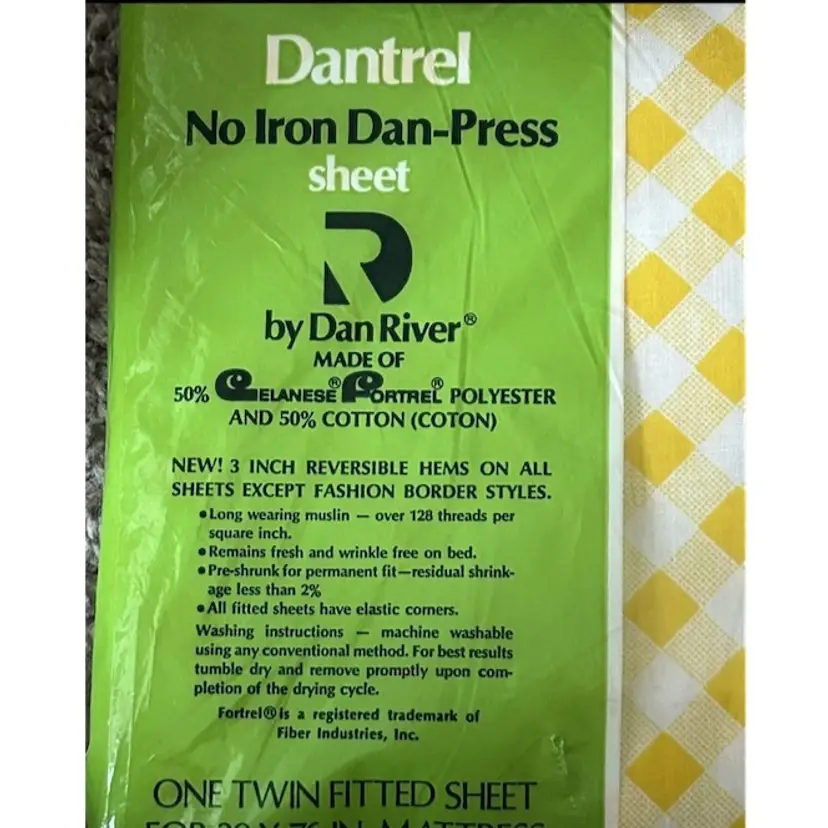 Dantrel
No Iron Dan-Press
sheet
by Dan River®
MADE OF
50% CELANESE® FORTREL® POLYESTER
AND 50% COTTON (COTON)
NEW! 3 INCH REVERSIBLE HEMS ON ALL
SHEETS EXCEPT FASHION BORDER STYLES.
•Long wearing muslin — over 128 threads per
square inch.
•Remains fresh and wrinkle free on bed.
•Pre-shrunk for permanent fit—residual shrink-
age less than 2%
•All fitted sheets have elastic corners.
Washing instructions — machine washable
using any conventional method. For best results
tumble dry and remove promptly upon com-
pletion of the drying cycle.
Fortrel® is a registered trademark of
Fiber Industries, Inc.
ONE TWIN FITTED SHEET
FOR 39 X 76 IN. MATTRESS